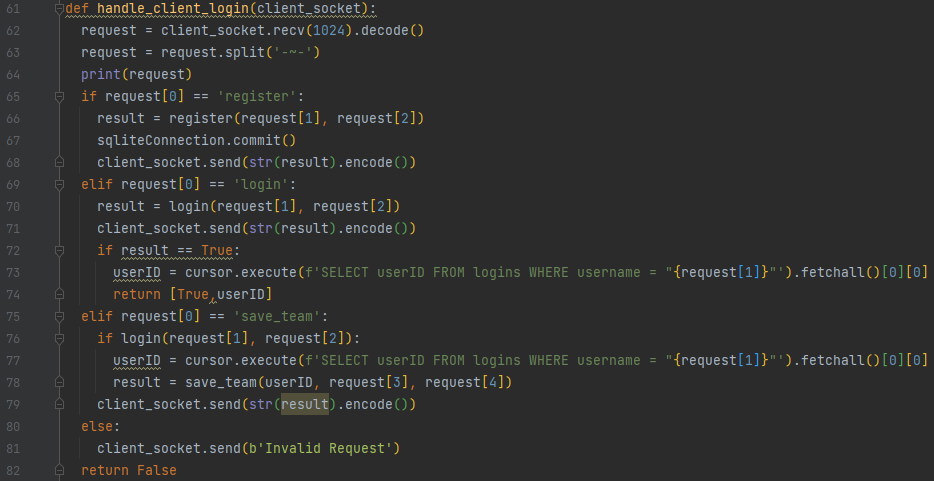 61 def handle_client_login(client_socket):
62 request = client_socket.recv(1024).decode()
63 request = request.split('-~-')
64 print(request)
65 if request[0] == 'register':
66 result = register(request[1], request[2])
67 sqliteConnection.commit()
68 client_socket.send(str(result).encode())
69 elif request[0] == 'login':
70 result = login(request[1], request[2])
71 client_socket.send(str(result).encode())
72 if result == True:
73 userID = cursor.execute(f'SELECT userID FROM logins WHERE username = "{request[1]}"').fetchall()[0][0]
74 return [True,userID]
75 elif request[0] == 'save_team':
76 if login(request[1], request[2]):
77 userID = cursor.execute(f'SELECT userID FROM logins WHERE username = "{request[1]}"').fetchall()[0][0]
78 result = save_team(userID, request[3], request[4])
79 client_socket.send(str(result).encode())
80 else:
81 client_socket.send(b'Invalid Request')
82 return False